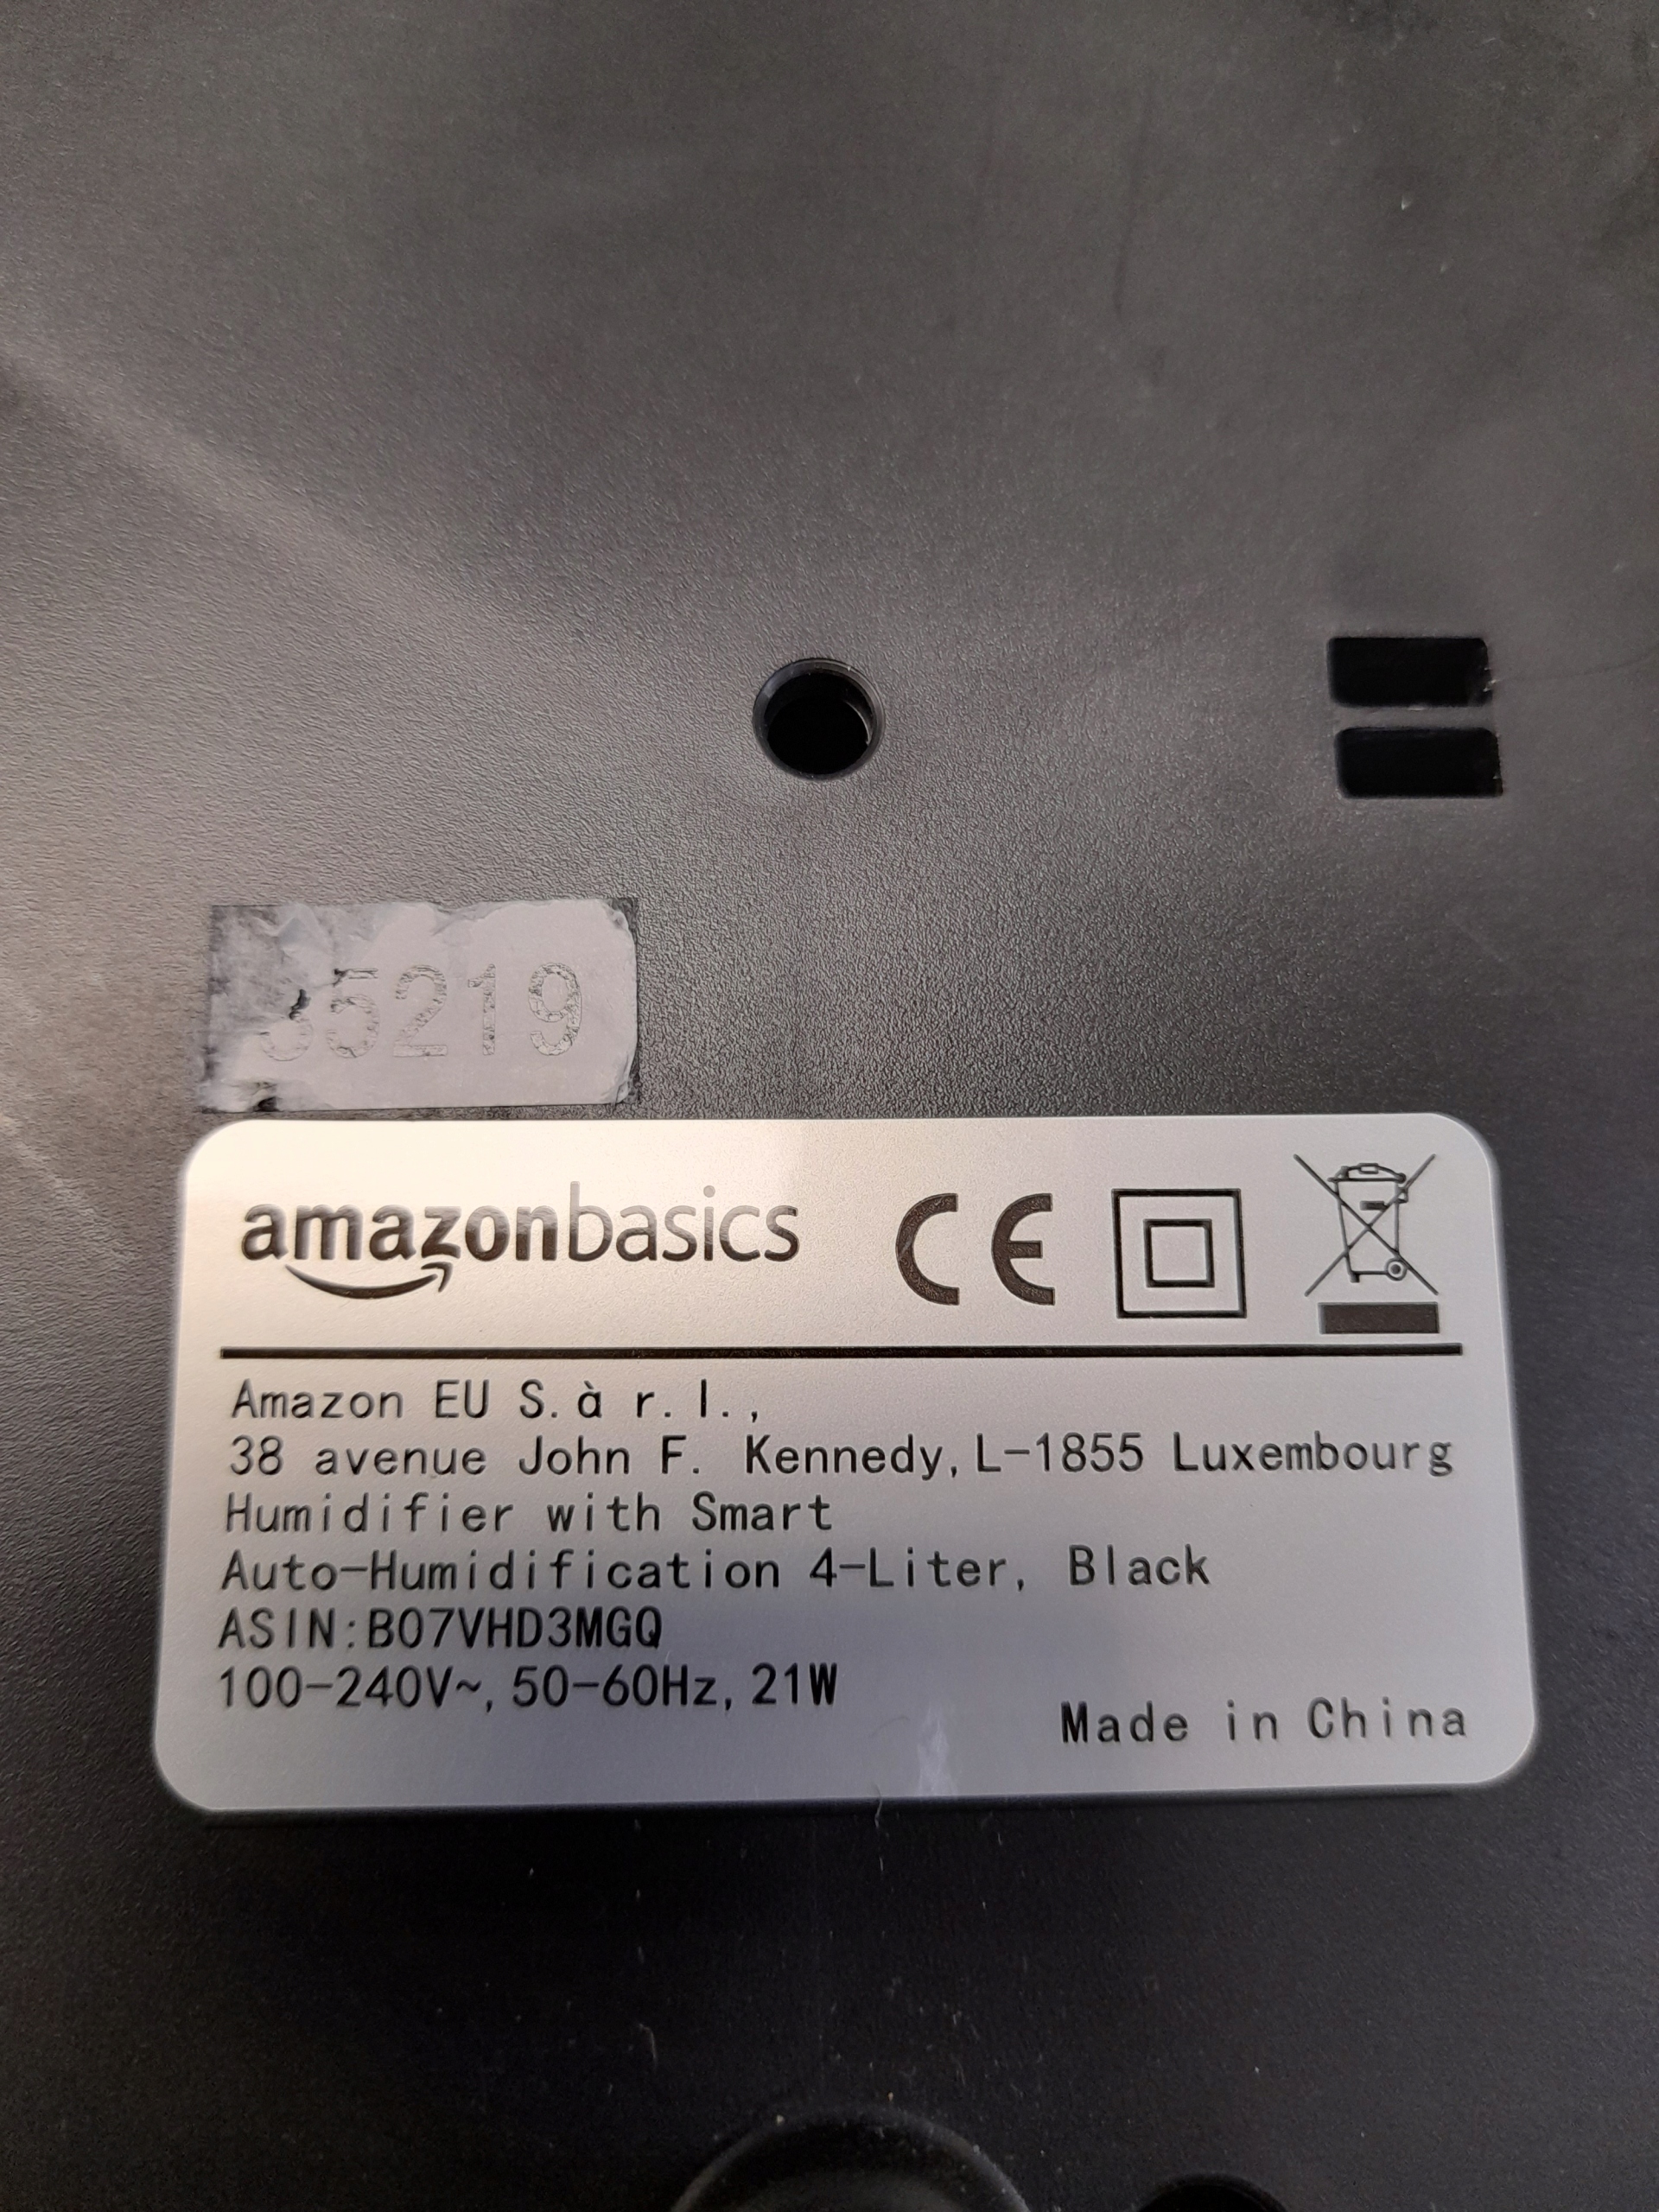 35219
amazonbasics CE
Amazon EU S.à r.l.,
38 avenue John F. Kennedy, L-1855 Luxembourg
Humidifier with Smart
Auto-Humidification 4-Liter, Black
ASIN:B07VHD3MGQ
100-240V~, 50-60Hz, 21W
Made in China